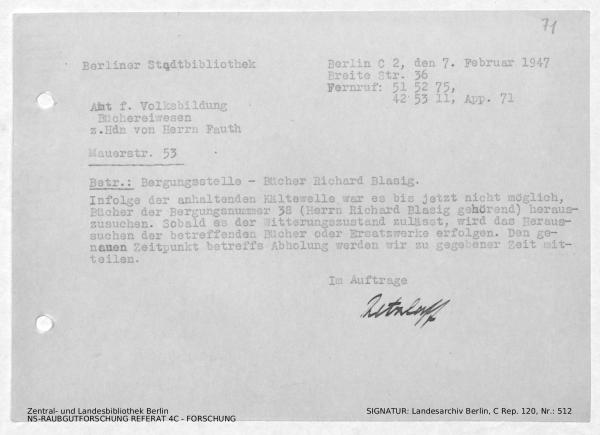 71
Berliner Stadtbibliothek
Berlin C 2, den 7. Februar 1947
Breite Str. 36
Fernruf: 51 52 75,
42 53 11, App. 71
Amt f. Volksbildung
Büchereiwesen
z.Hdn von Herrn Fauth
Mauerstr. 53
Betr.: Bergungsstelle - Bücher Richard Blasig.
Infolge der anhaltenden Kältewelle war es bis jetzt nicht möglich,
Bücher der Bergungsnummer 38 (Herrn Richard Blasig gehörend) heraus-
zusuchen. Sobald es der Witterungszustand zulässt, wird das Heraus-
suchen der betreffenden Bücher oder Ersatzwerke erfolgen. Den ge-
nauen Zeitpunkt betreffs Abholung werden wir zu gegebener Zeit mit-
teilen.
Im Auftrage
Zentral- und Landesbibliothek Berlin
NS-RAUBGUTFORSCHUNG REFERAT 4C - FORSCHUNG
SIGNATUR: Landesarchiv Berlin, C Rep. 120, Nr.: 512